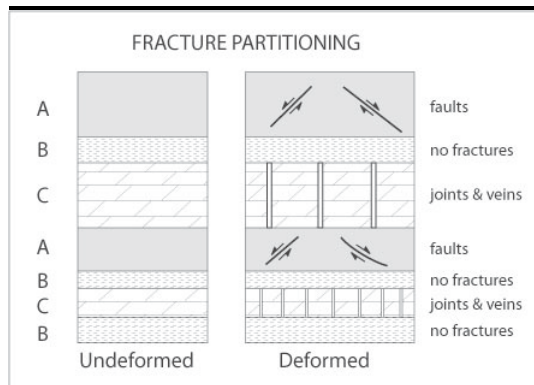 FRACTURE PARTITIONING
A faults
B no fractures
C joints & veins
A faults
B no fractures
C joints & veins
B no fractures
Undeformed Deformed